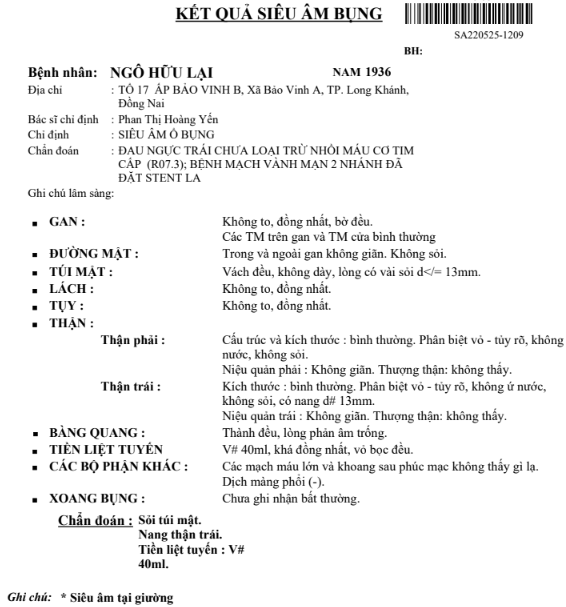 KẾT QUẢ SIÊU ÂM BỤNG
SA220525-1209
BH:
Bệnh nhân: NGÔ HỮU LẠI NAM 1936
Địa chỉ : TỔ 17 ẤP BẢO VINH B, Xã Bảo Vinh A, TP. Long Khánh,
Đồng Nai
Bác sĩ chỉ định : Phan Thị Hoàng Yến
Chỉ định : SIÊU ÂM Ổ BỤNG
Chẩn đoán : ĐAU NGỰC TRÁI CHƯA LOẠI TRỪ NHỒI MÁU CƠ TIM
CẤP (R07.3); BỆNH MẠCH VÀNH MẠN 2 NHÁNH ĐÃ
ĐẶT STENT LA
Ghi chú lâm sàng:
▪ GAN : Không to, đồng nhất, bờ đều.
Các TM trên gan và TM cửa bình thường
▪ ĐƯỜNG MẬT : Trong và ngoài gan không giãn. Không sỏi.
▪ TÚI MẬT : Vách đều, không dày, lòng có vài sỏi d</= 13mm.
▪ LÁCH : Không to, đồng nhất.
▪ TỤY : Không to, đồng nhất.
▪ THẬN :
Thận phải : Cấu trúc và kích thước : bình thường. Phân biệt vỏ - tủy rõ, không
nước, không sỏi.
Niệu quản phải : Không giãn. Thượng thận: không thấy.
Thận trái : Kích thước : bình thường. Phân biệt vỏ - tủy rõ, không ứ nước,
không sỏi, có nang d# 13mm.
Niệu quản trái : Không giãn. Thượng thận: không thấy.
▪ BÀNG QUANG : Thành đều, lòng phản âm trống.
▪ TIỀN LIỆT TUYẾN V# 40ml, khá đồng nhất, vỏ bọc đều.
▪ CÁC BỘ PHẬN KHÁC : Các mạch máu lớn và khoang sau phúc mạc không thấy gì lạ.
Dịch màng phổi (-).
▪ XOANG BỤNG : Chưa ghi nhận bất thường.
Chẩn đoán : Sỏi túi mật.
Nang thận trái.
Tiền liệt tuyến : V#
40ml.
Ghi chú: * Siêu âm tại giường